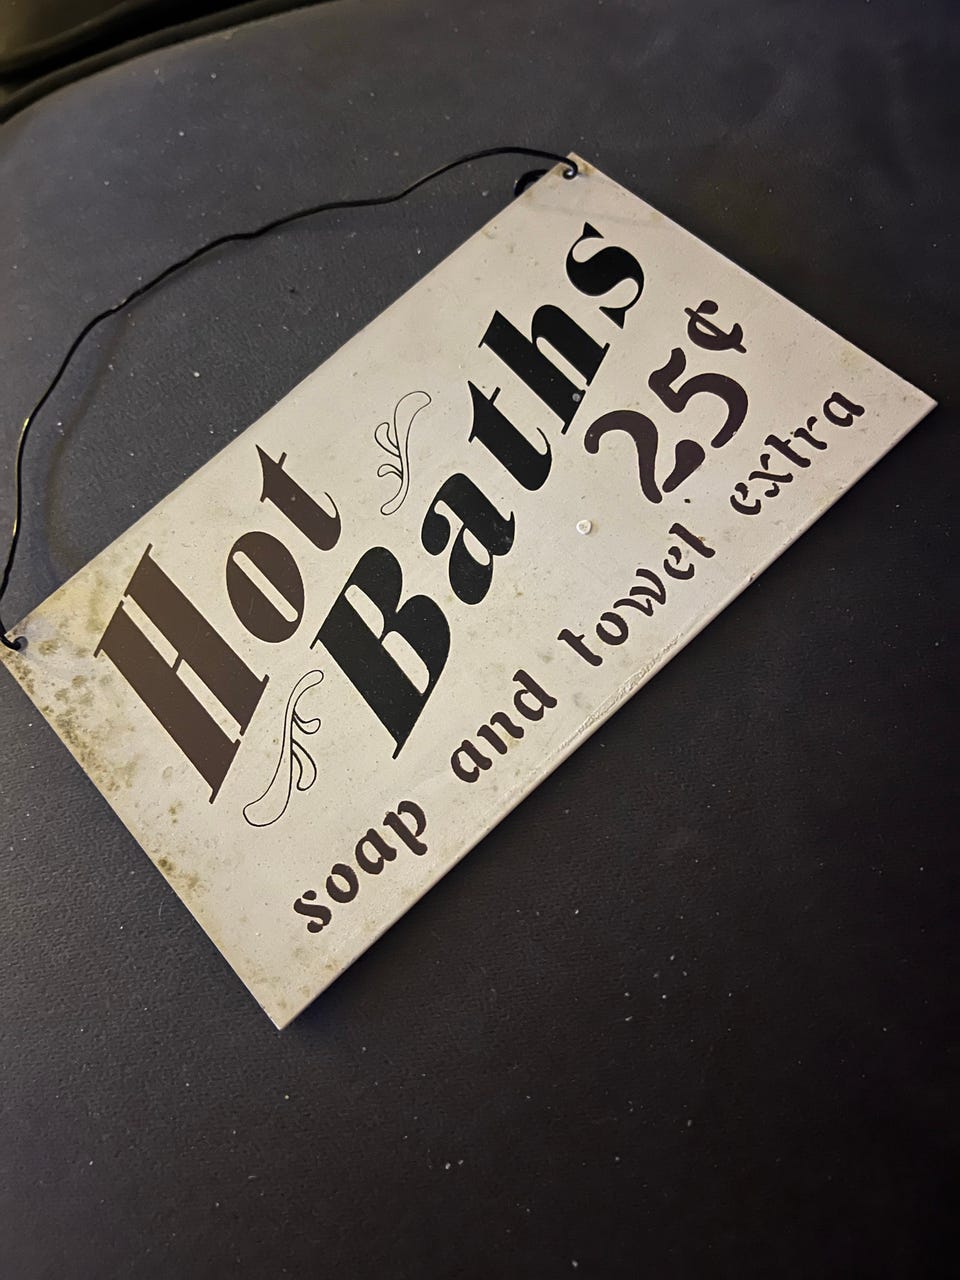 Hot
Baths
25¢
soap and towel extra